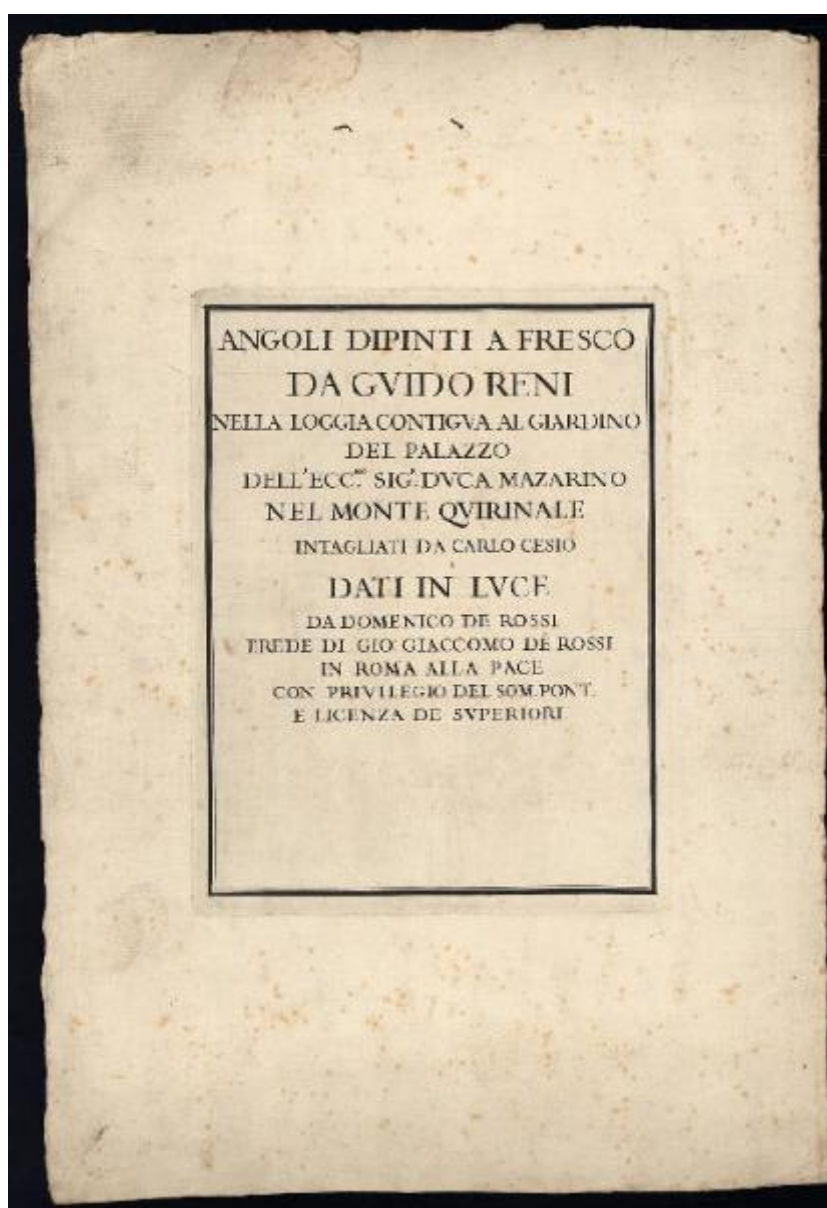 ANGOLI DIPINTI A FRESCO
DA GVIDO RENI
NELLA LOGGIA CONTIGVA AL GIARDINO
DEL PALAZZO
DELL'ECC.mo SIG.r DVCA MAZARINO
NEL MONTE QVIRINALE
INTAGLIATI DA CARLO CESIO
DATI IN LVCE
DA DOMENICO DE ROSSI
EREDE DI GIO GIACCOMO DE ROSSI
IN ROMA ALLA PACE
CON PRIVILEGIO DEL SOM. PONT.
E LICENZA DE SVPERIORI